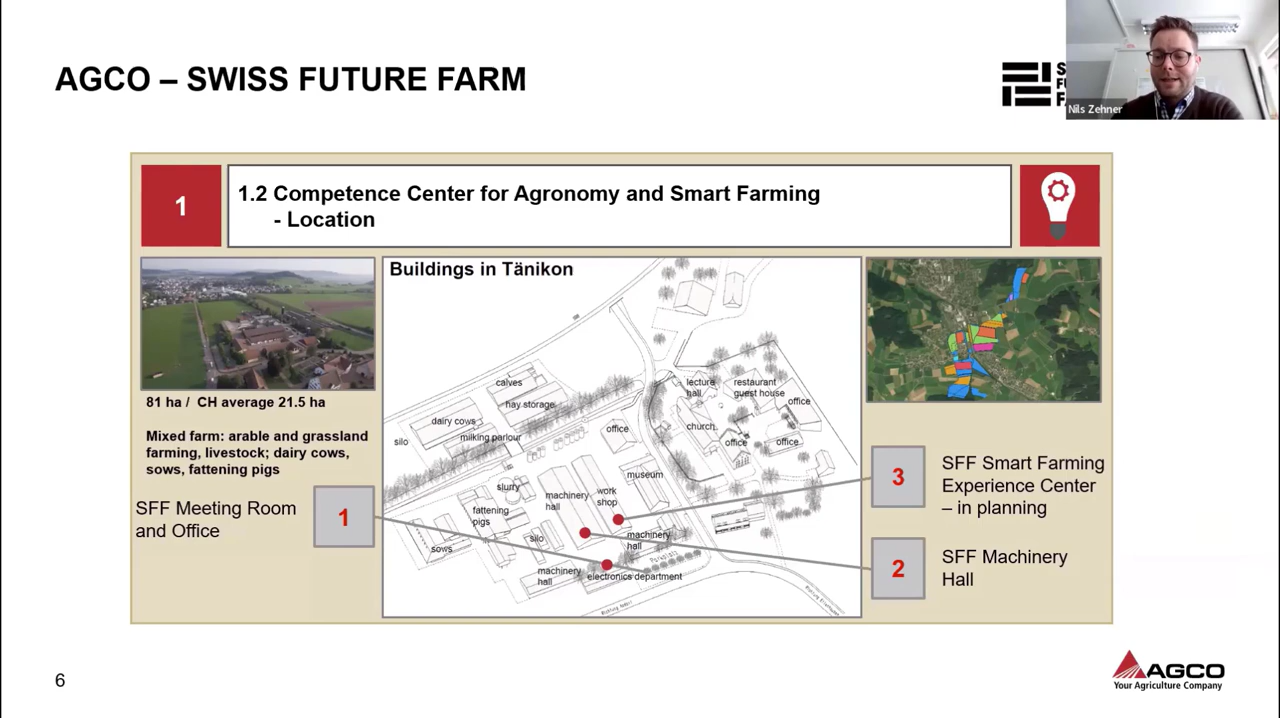 AGCO – SWISS FUTURE FARM
Nils Zehner
1
1.2 Competence Center for Agronomy and Smart Farming
- Location
Buildings in Tänikon
calves
hay storage
dairy cows
silo
milking parlour
office
lecture
hall
restaurant
guest house
office
church
office
office
museum
slurry
machinery
hall
work
shop
fattening
pigs
silo
sows
machinery
hall
machinery
hall
electronics department
81 ha / CH average 21.5 ha
Mixed farm: arable and grassland
farming, livestock; dairy cows,
sows, fattening pigs
SFF Meeting Room
and Office
1
3
SFF Smart Farming
Experience Center
– in planning
2
SFF Machinery
Hall
6
AGCO
Your Agriculture Company